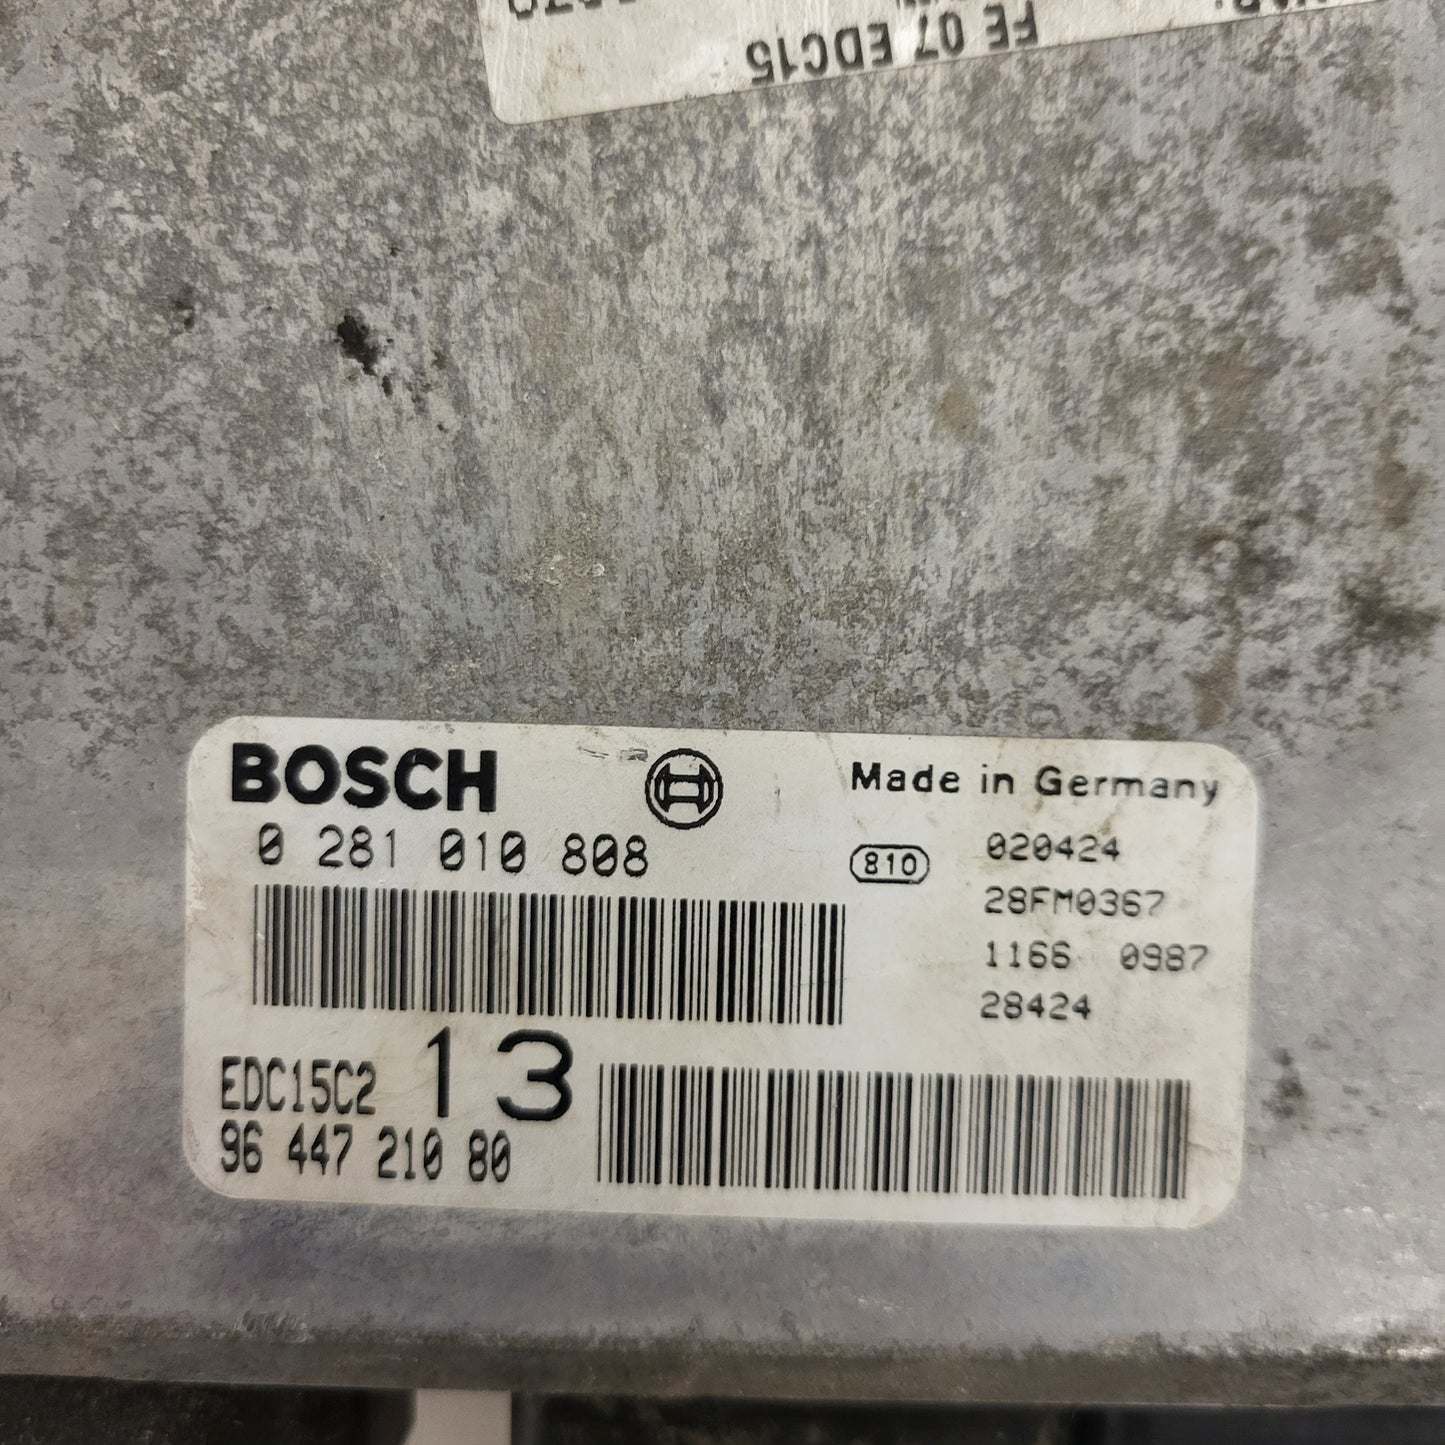 FE 07 EDC15
BOSCH
Made in Germany
0 281 010 808
810
020424
28FM0367
1166 0987
28424
EDC15C2 13
96 447 210 80